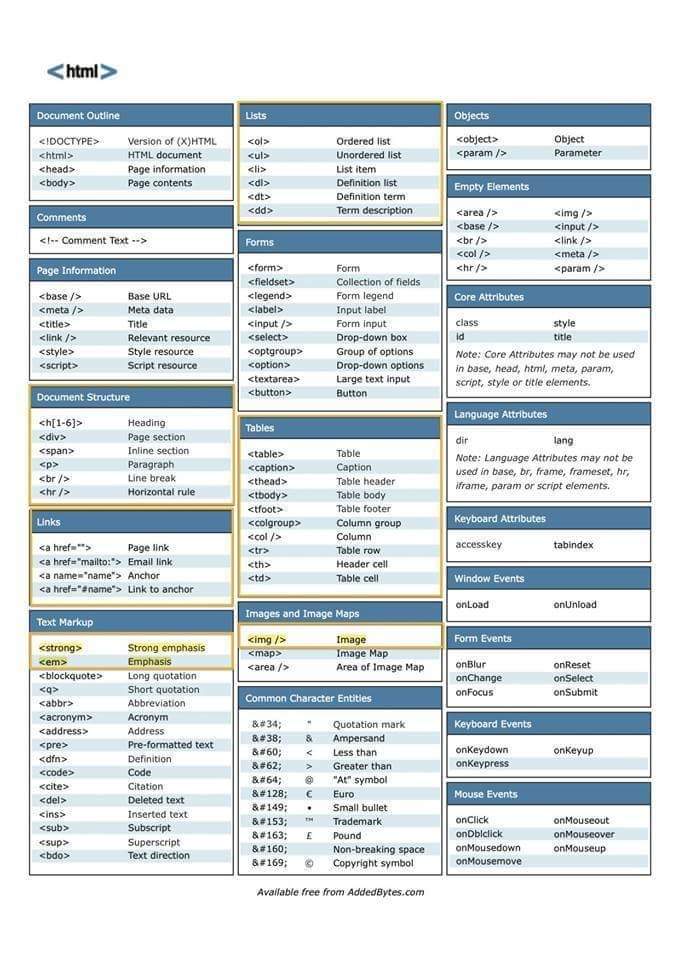 <html>
Document Outline
<!DOCTYPE> Version of (X)HTML
<html> HTML document
<head> Page information
<body> Page contents
Comments
<!-- Comment Text -->
Page Information
<base /> Base URL
<meta /> Meta data
<title> Title
<link /> Relevant resource
<style> Style resource
<script> Script resource
Document Structure
<h[1-6]> Heading
<div> Page section
<span> Inline section
<p> Paragraph
<br /> Line break
<hr /> Horizontal rule
Links
<a href=""> Page link
<a href="mailto:"> Email link
<a name="name"> Anchor
<a href="#name"> Link to anchor
Text Markup
<strong> Strong emphasis
<em> Emphasis
<blockquote> Long quotation
<q> Short quotation
<abbr> Abbreviation
<acronym> Acronym
<address> Address
<pre> Pre-formatted text
<dfn> Definition
<code> Code
<cite> Citation
<del> Deleted text
<ins> Inserted text
<sub> Subscript
<sup> Superscript
<bdo> Text direction
Lists
<ol> Ordered list
<ul> Unordered list
<li> List item
<dl> Definition list
<dt> Definition term
<dd> Term description
Forms
<form> Form
<fieldset> Collection of fields
<legend> Form legend
<label> Input label
<input /> Form input
<select> Drop-down box
<optgroup> Group of options
<option> Drop-down options
<textarea> Large text input
<button> Button
Tables
<table> Table
<caption> Caption
<thead> Table header
<tbody> Table body
<tfoot> Table footer
<colgroup> Column group
<col /> Column
<tr> Table row
<th> Header cell
<td> Table cell
Images and Image Maps
<img /> Image
<map> Image Map
<area /> Area of Image Map
Common Character Entities
&#34; " Quotation mark
&#38; & Ampersand
&#60; < Less than
&#62; > Greater than
&#64; @ "At" symbol
&#128; € Euro
&#149; • Small bullet
&#153; ™ Trademark
&#163; £ Pound
&#160; Non-breaking space
&#169; © Copyright symbol
Objects
<object> Object
<param /> Parameter
Empty Elements
<area /> <img />
<base /> <input />
<br /> <link />
<col /> <meta />
<hr /> <param />
Core Attributes
class style
id title
Note: Core Attributes may not be used
in base, head, html, meta, param,
script, style or title elements.
Language Attributes
dir lang
Note: Language Attributes may not be
used in base, br, frame, frameset, hr,
iframe, param or script elements.
Keyboard Attributes
accesskey tabindex
Window Events
onLoad onUnload
Form Events
onBlur onReset
onChange onSelect
onFocus onSubmit
Keyboard Events
onKeydown onKeyup
onKeypress
Mouse Events
onClick onMouseout
onDblclick onMouseover
onMousedown onMouseup
onMousemove
Available free from AddedBytes.com